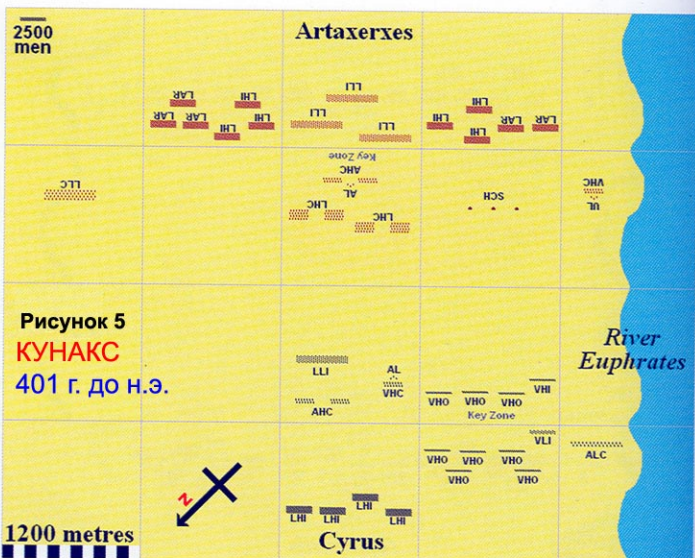 2500
men
Artaxerxes
LAR LHI
LAR LAR LHI LHI
LLI
LLI LLI
LHI
LHI LAR LAR
LHI
Key Zone
AHC
AL
LLC
LHC LHC
SCH
VHC
UL
Рисунок 5
КУНАКС
401 г. до н.э.
River
Euphrates
LLI
AL
VHC
AHC
VHO VHO VHO VHI
Key Zone
VLI
VHO VHO VHO
VHO VHO
ALC
N
LHI LHI LHI LHI
1200 metres
Cyrus